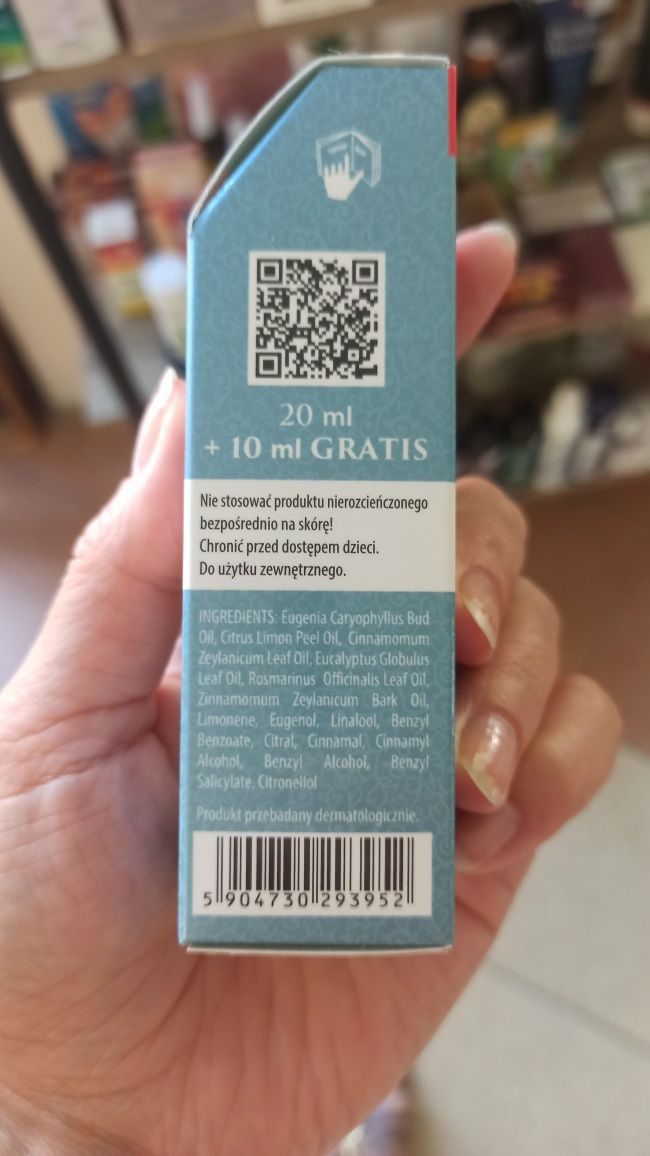 20 ml
+ 10 ml GRATIS
Nie stosować produktu nierozcieńczonego
bezpośrednio na skórę!
Chronić przed dostępem dzieci.
Do użytku zewnętrznego.
INGREDIENTS: Eugenia Caryophyllus Bud
Oil, Citrus Limon Peel Oil, Cinnamomum
Zeylanicum Leaf Oil, Eucalyptus Globulus
Leaf Oil, Rosmarinus Officinalis Leaf Oil,
Zinnamomum Zeylanicum Bark Oil,
Limonene, Eugenol, Linalool, Benzyl
Benzoate, Citral, Cinnamal, Cinnamyl
Alcohol, Benzyl Alcohol, Benzyl
Salicylate, Citronellol
Produkt przebadany dermatologicznie.
5 904730 293952